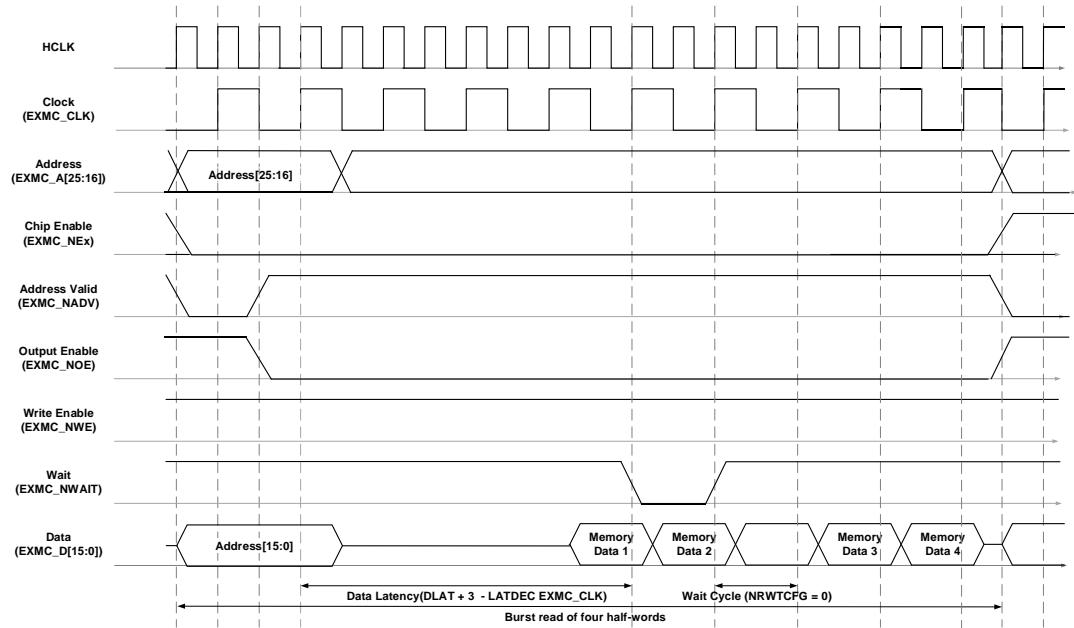 HCLK
Clock
(EXMC_CLK)
Address
(EXMC_A[25:16])
Address[25:16]
Chip Enable
(EXMC_NEx)
Address Valid
(EXMC_NADV)
Output Enable
(EXMC_NOE)
Write Enable
(EXMC_NWE)
Wait
(EXMC_NWAIT)
Data
(EXMC_D[15:0])
Address[15:0]
Memory
Data 1
Memory
Data 2
Memory
Data 3
Memory
Data 4
Data Latency(DLAT + 3 - LATDEC EXMC_CLK)
Wait Cycle (NRWTCFG = 0)
Burst read of four half-words